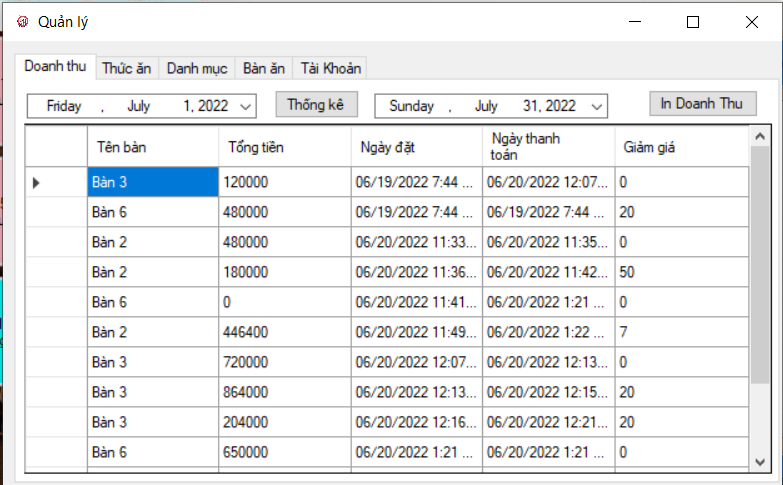 Quản lý
Doanh thu Thức ăn Danh mục Bàn ăn Tài Khoản
Friday , July 1, 2022 Thống kê Sunday , July 31, 2022 In Doanh Thu
Tên bàn Tổng tiền Ngày đặt Ngày thanh toán Giảm giá
Bàn 3 120000 06/19/2022 7:44 ... 06/20/2022 12:07... 0
Bàn 6 480000 06/19/2022 7:44 ... 06/19/2022 7:44 ... 20
Bàn 2 480000 06/20/2022 11:33... 06/20/2022 11:35... 0
Bàn 2 180000 06/20/2022 11:36... 06/20/2022 11:42... 50
Bàn 6 0 06/20/2022 11:41... 06/20/2022 1:21 ... 0
Bàn 2 446400 06/20/2022 11:49... 06/20/2022 1:22 ... 7
Bàn 3 720000 06/20/2022 12:07... 06/20/2022 12:13... 0
Bàn 3 864000 06/20/2022 12:13... 06/20/2022 12:15... 20
Bàn 3 204000 06/20/2022 12:16... 06/20/2022 12:21... 20
Bàn 6 650000 06/20/2022 1:21 ... 06/20/2022 1:21 ... 0